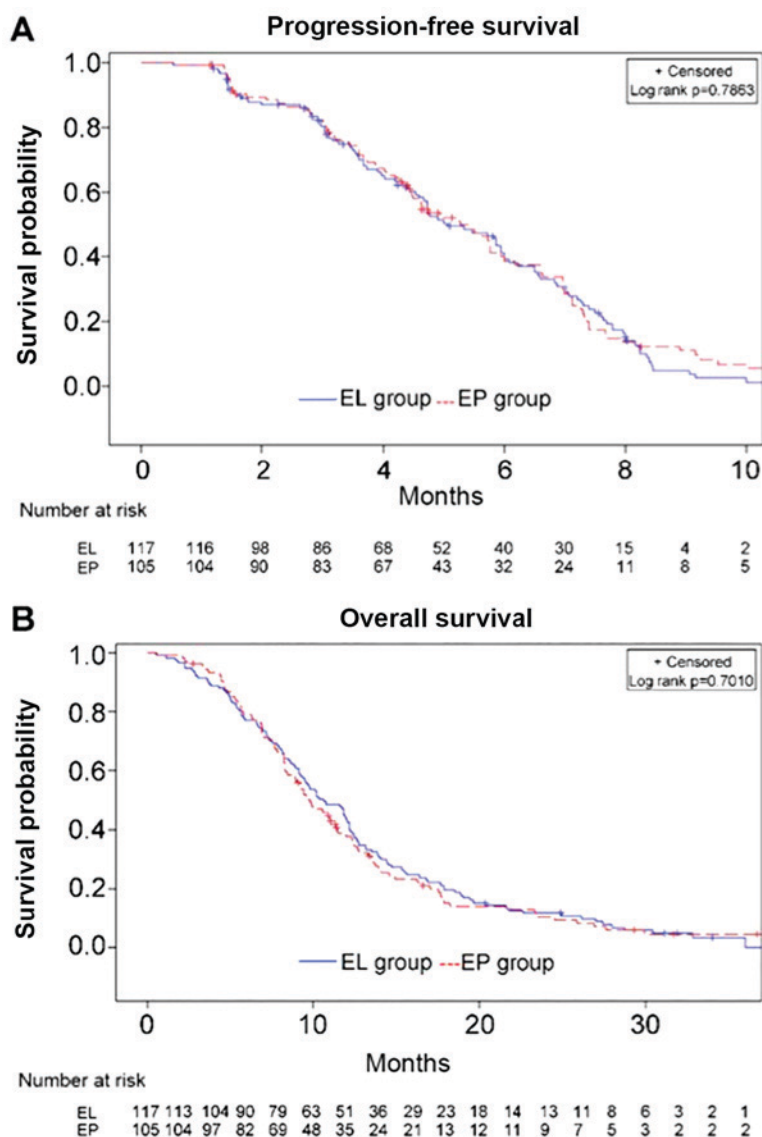 A
Progression-free survival
+ Censored
Log rank p=0.7863
Survival probability
1.0
0.8
0.6
0.4
0.2
0.0
EL group EP group
0 2 4 6 8 10
Months
Number at risk
EL 117 116 98 86 68 52 40 30 15 4 2
EP 105 104 90 83 67 43 32 24 11 8 5
B
Overall survival
+ Censored
Log rank p=0.7010
Survival probability
1.0
0.8
0.6
0.4
0.2
0.0
EL group EP group
0 10 20 30
Months
Number at risk
EL 117 113 104 90 79 63 51 36 29 23 18 14 13 11 8 6 3 2 1
EP 105 104 97 82 69 48 35 24 21 13 12 11 9 7 5 3 2 2 2